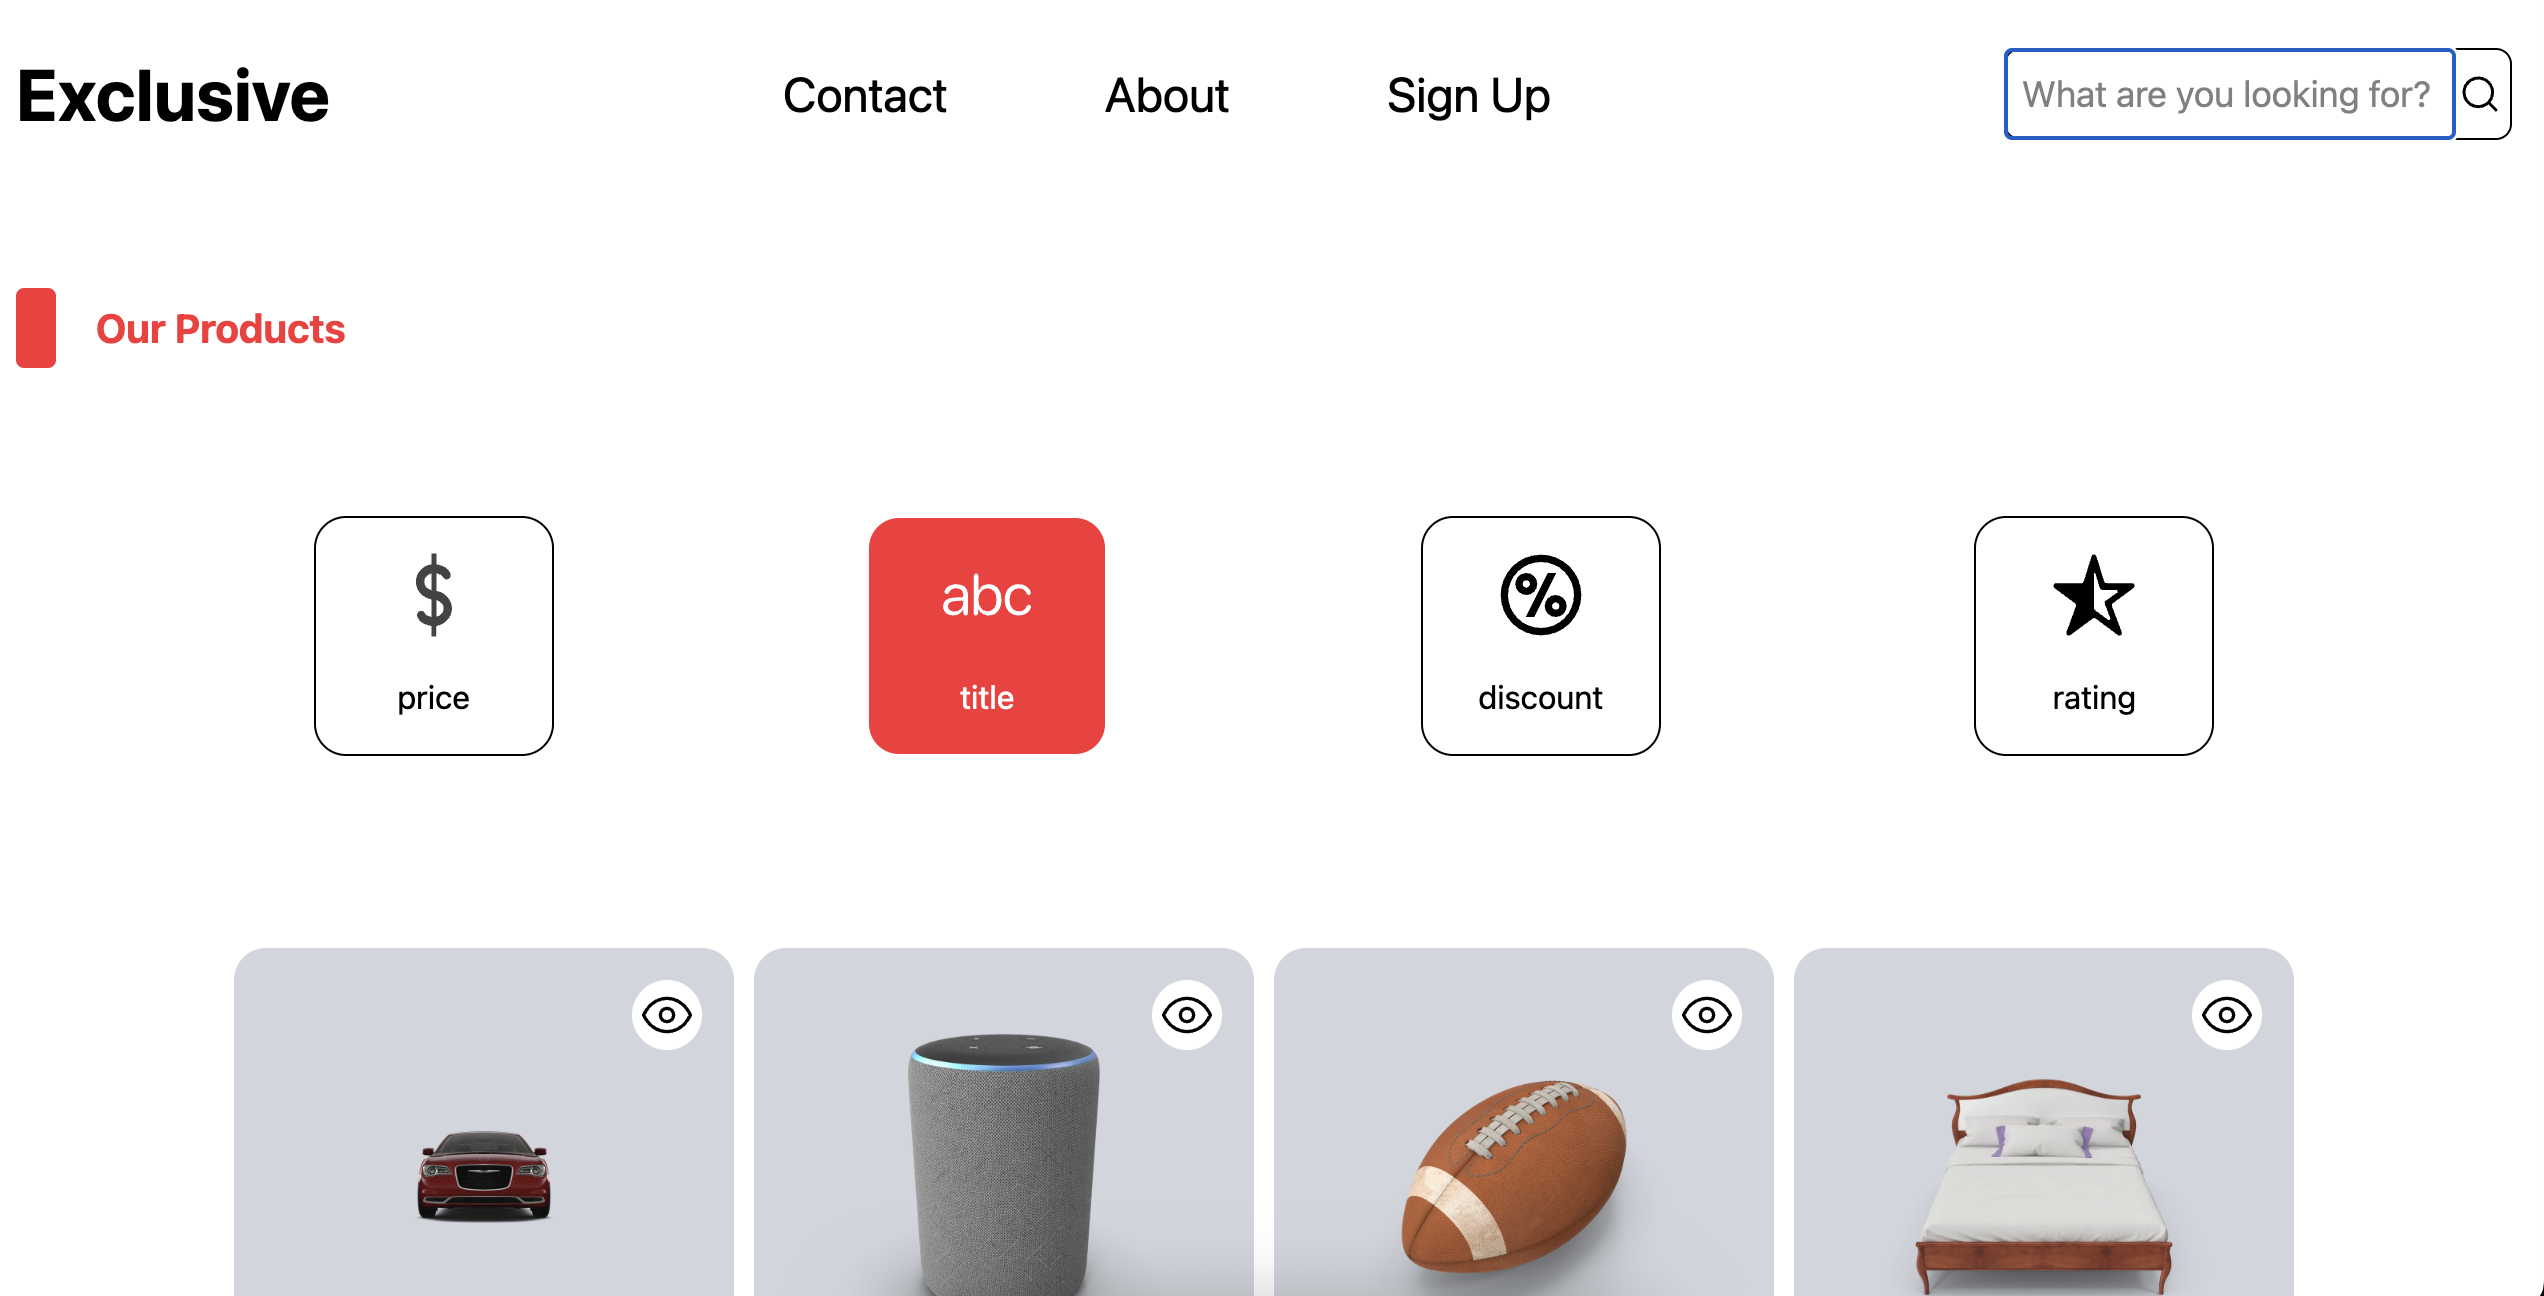 Exclusive
Contact
About
Sign Up
What are you looking for?
Our Products
$
price
abc
title
%
discount
rating